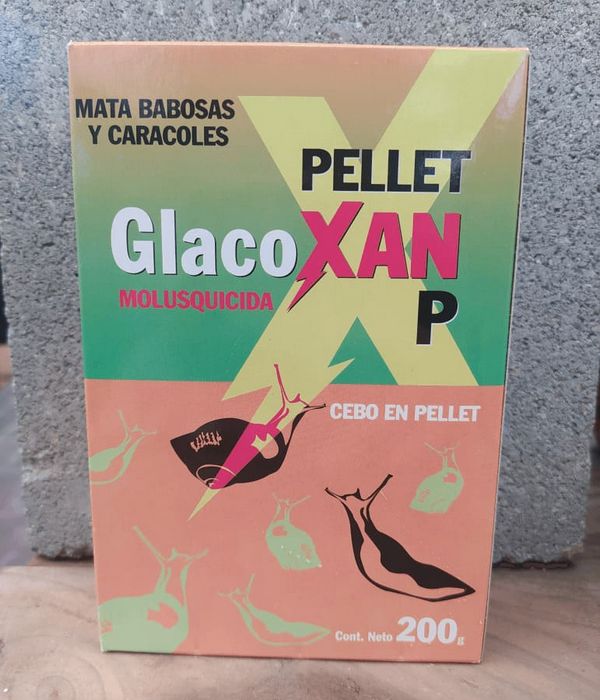 MATA BABOSAS
Y CARACOLES
PELLET
GlacoXAN
MOLUSQUICIDA
P
CEBO EN PELLET
Cont. Neto 200g